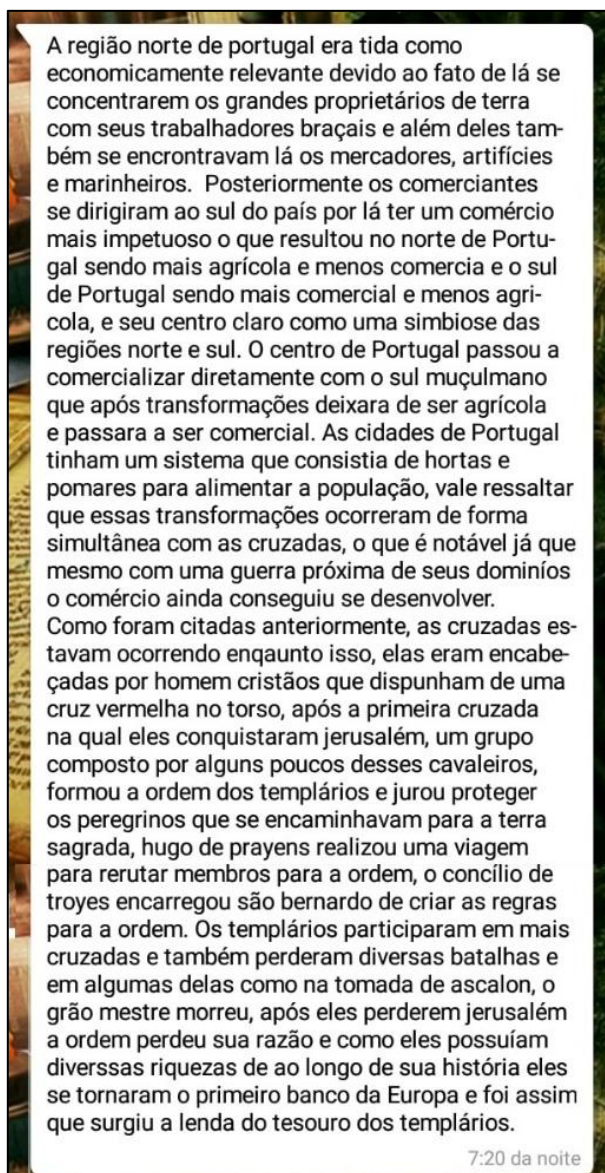 A região norte de portugal era tida como
economicamente relevante devido ao fato de lá se
concentrarem os grandes proprietários de terra
com seus trabalhadores braçais e além deles tam-
bém se encrontravam lá os mercadores, artifícies
e marinheiros.  Posteriormente os comerciantes
se dirigiram ao sul do país por lá ter um comércio
mais impetuoso o que resultou no norte de Portu-
gal sendo mais agrícola e menos comercia e o sul
de Portugal sendo mais comercial e menos agri-
cola, e seu centro claro como uma simbiose das
regiões norte e sul. O centro de Portugal passou a
comercializar diretamente com o sul muçulmano
que após transformações deixara de ser agrícola
e passara a ser comercial. As cidades de Portugal
tinham um sistema que consistia de hortas e
pomares para alimentar a população, vale ressaltar
que essas transformações ocorreram de forma
simultânea com as cruzadas, o que é notável já que
mesmo com uma guerra próxima de seus dominíos
o comércio ainda conseguiu se desenvolver.
Como foram citadas anteriormente, as cruzadas es-
tavam ocorrendo enqaunto isso, elas eram encabe-
çadas por homem cristãos que dispunham de uma
cruz vermelha no torso, após a primeira cruzada
na qual eles conquistaram jerusalém, um grupo
composto por alguns poucos desses cavaleiros,
formou a ordem dos templários e jurou proteger
os peregrinos que se encaminhavam para a terra
sagrada, hugo de prayens realizou uma viagem
para rerutar membros para a ordem, o concílio de
troyes encarregou são bernardo de criar as regras
para a ordem. Os templários participaram em mais
cruzadas e também perderam diversas batalhas e
em algumas delas como na tomada de ascalon, o
grão mestre morreu, após eles perderem jerusalém
a ordem perdeu sua razão e como eles possuíam
diverssas riquezas de ao longo de sua história eles
se tornaram o primeiro banco da Europa e foi assim
que surgiu a lenda do tesouro dos templários.
7:20 da noite